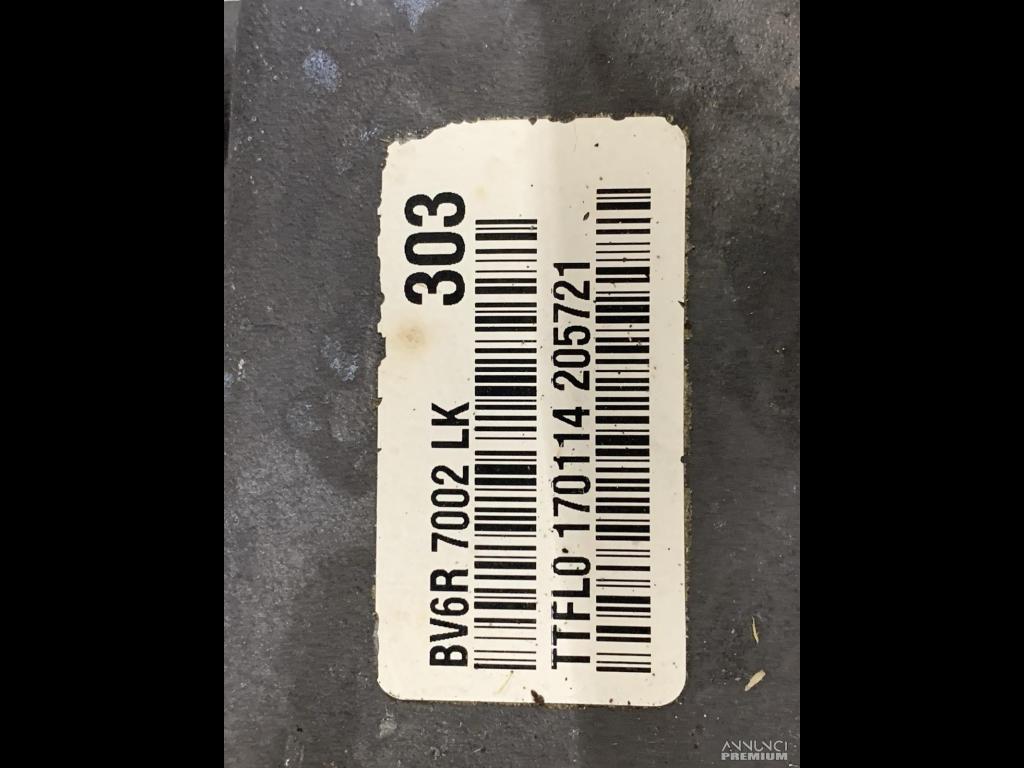 303
BV6R 7002 LK
TTFL0 170114 205721
ANNUNCI
PREMIUM